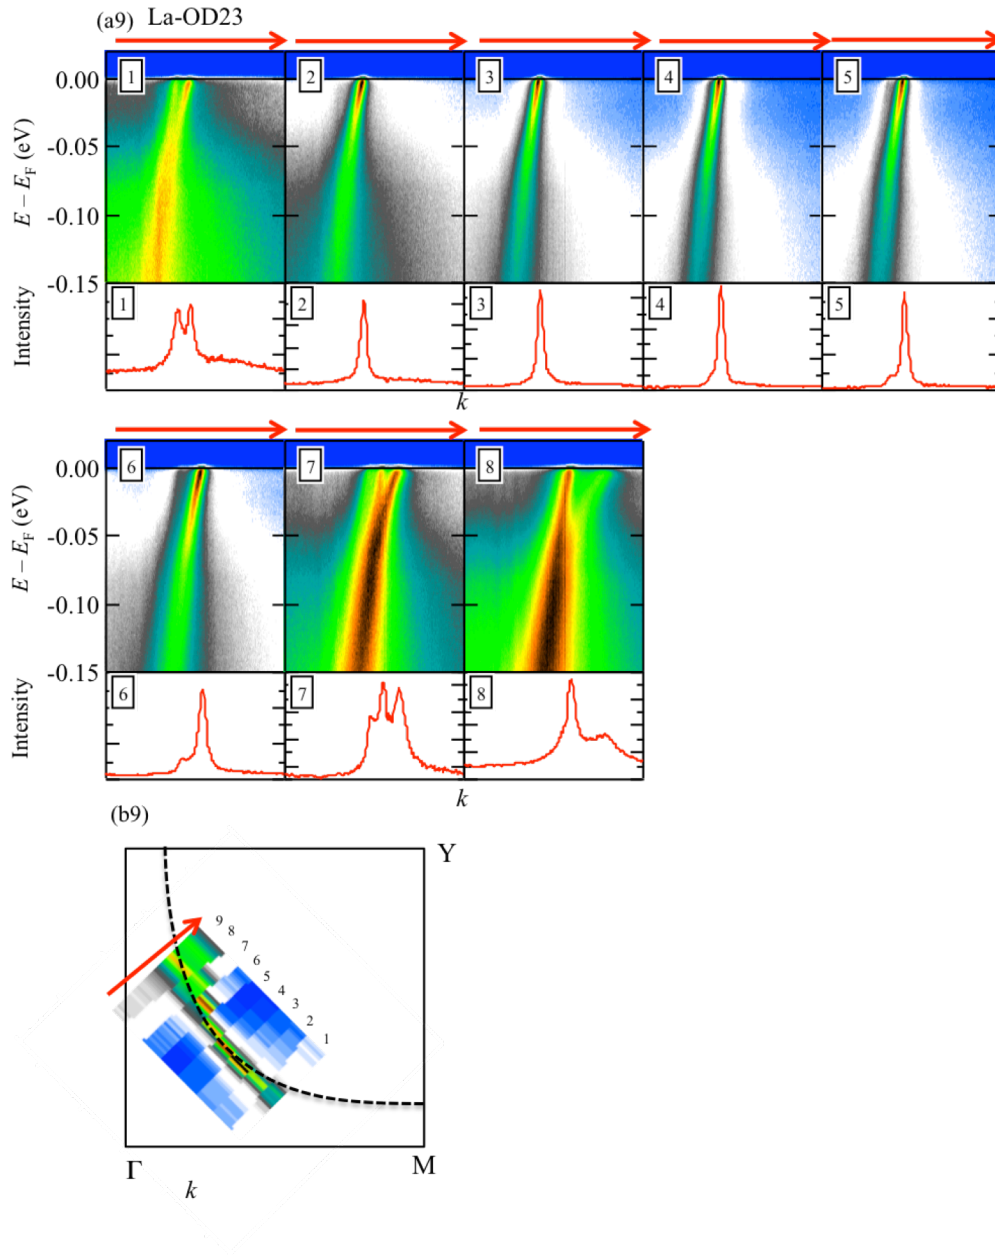 (a9) La-OD23
1 2 3 4 5
0.00
-0.05
-0.10
-0.15
E − EF (eV)
1 2 3 4 5
Intensity
k
6 7 8
0.00
-0.05
-0.10
-0.15
E − EF (eV)
6 7 8
Intensity
k
(b9)
Y
9
8
7
6
5
4
3
2
1
Γ M
k